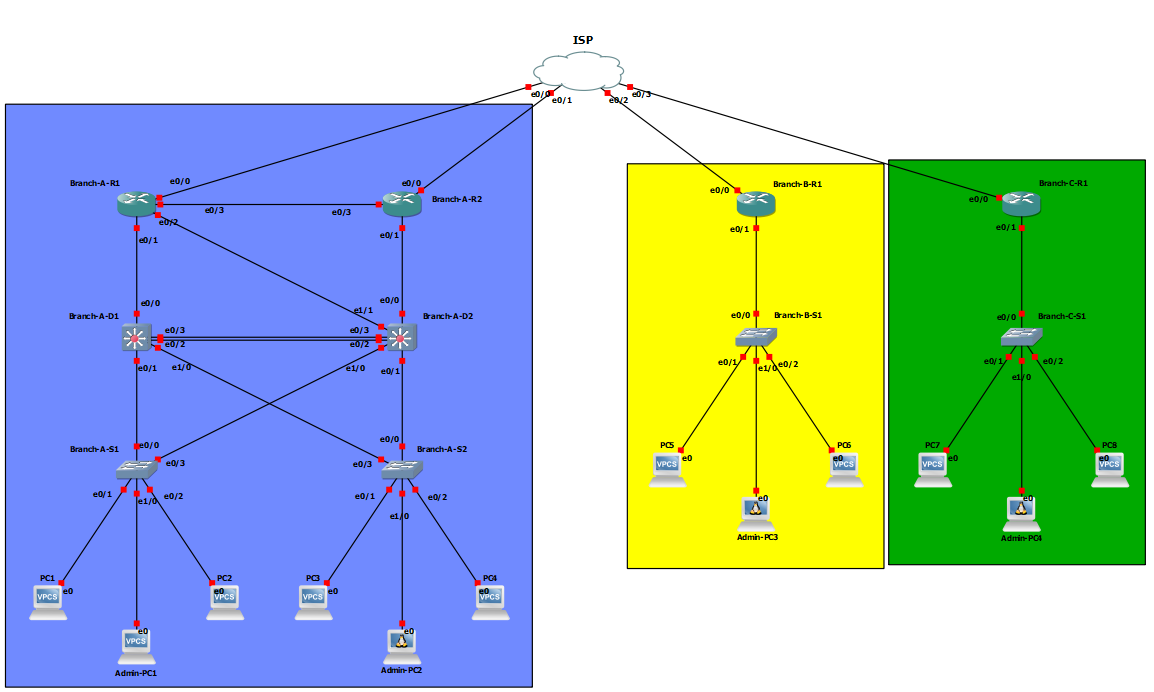 ISP
e0/0
e0/1
e0/2
e0/3
Branch-A-R1
e0/0
e0/3
e0/2
e0/1
e0/0
Branch-A-R2
e0/3
e0/1
Branch-A-D1
e0/0
e0/3
e0/2
e0/1
e1/0
e1/1
e0/0
Branch-A-D2
e0/3
e0/2
e1/0
e0/1
Branch-A-S1
e0/0
e0/3
e0/1
e1/0
e0/2
e0/0
Branch-A-S2
e0/3
e0/1
e1/0
e0/2
PC1
e0
VPCS
PC2
e0
VPCS
PC3
e0
VPCS
PC4
e0
VPCS
e0
VPCS
Admin-PC1
e0
Admin-PC2
Branch-B-R1
e0/0
e0/1
e0/0
Branch-B-S1
e0/1
e1/0
e0/2
PC5
e0
VPCS
PC6
e0
VPCS
e0
Admin-PC3
Branch-C-R1
e0/0
e0/1
e0/0
Branch-C-S1
e0/1
e1/0
e0/2
PC7
e0
VPCS
PC8
e0
VPCS
e0
Admin-PC4